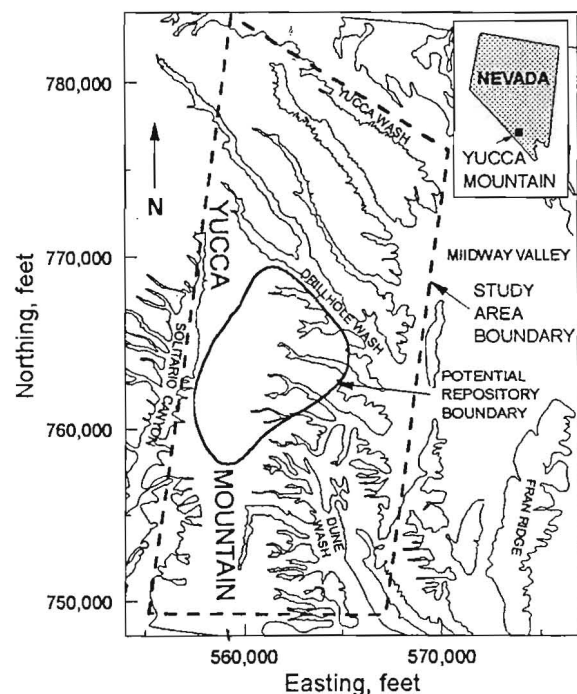 780,000
770,000
760,000
750,000
Northing, feet
560,000
570,000
Easting, feet
N
NEVADA
YUCCA
MOUNTAIN
YUCCA WASH
MIIDWAY VALLEY
STUDY
AREA
BOUNDARY
YUCCA
MOUNTAIN
DRILLHOLE WASH
SOLITARIO CANYON
POTENTIAL
REPOSITORY
BOUNDARY
DUNE
WASH
FRAN RIDGE